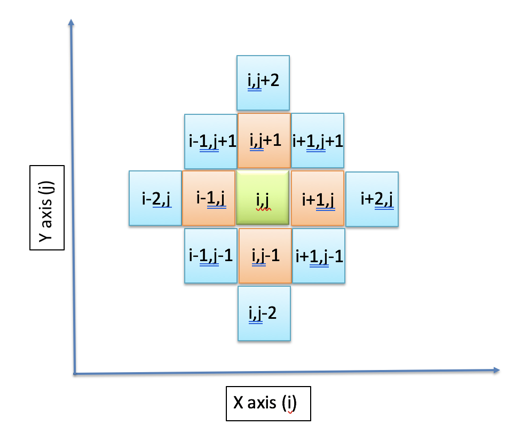 i,j+2
i-1,j+1 i,j+1 i+1,j+1
i-2,j i-1,j i,j i+1,j i+2,j
i-1,j-1 i,j-1 i+1,j-1
i,j-2
Y axis (j)
X axis (i)